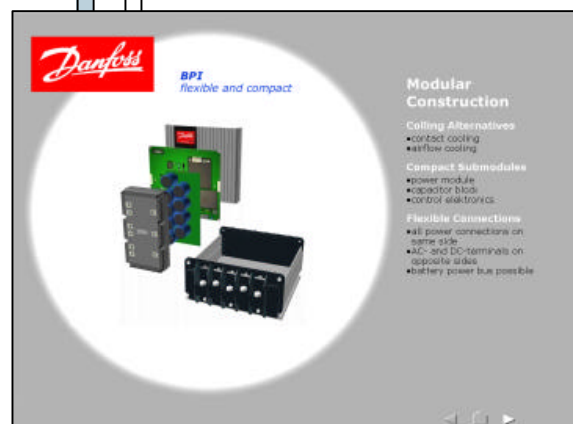 Danfoss
BPI
flexible and compact
Modular
Construction
Colling Alternatives
•contact cooling
•airflow cooling
Compact Submodules
•power module
•capacitor block
•control elektronics
Flexible Connections
•all power connections on
same side
•AC- and DC-terminals on
opposite sides
•battery power bus possible